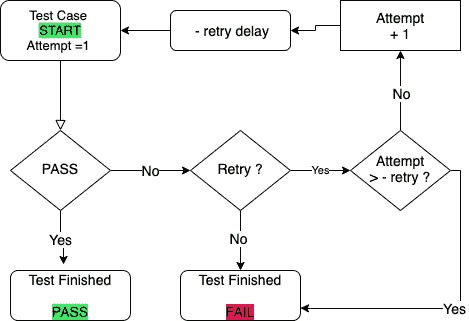 Test Case
START
Attempt =1
- retry delay
Attempt
+ 1
No
PASS
No
Retry ?
Yes
Attempt
> - retry ?
Yes
No
Test Finished
PASS
Test Finished
FAIL
Yes